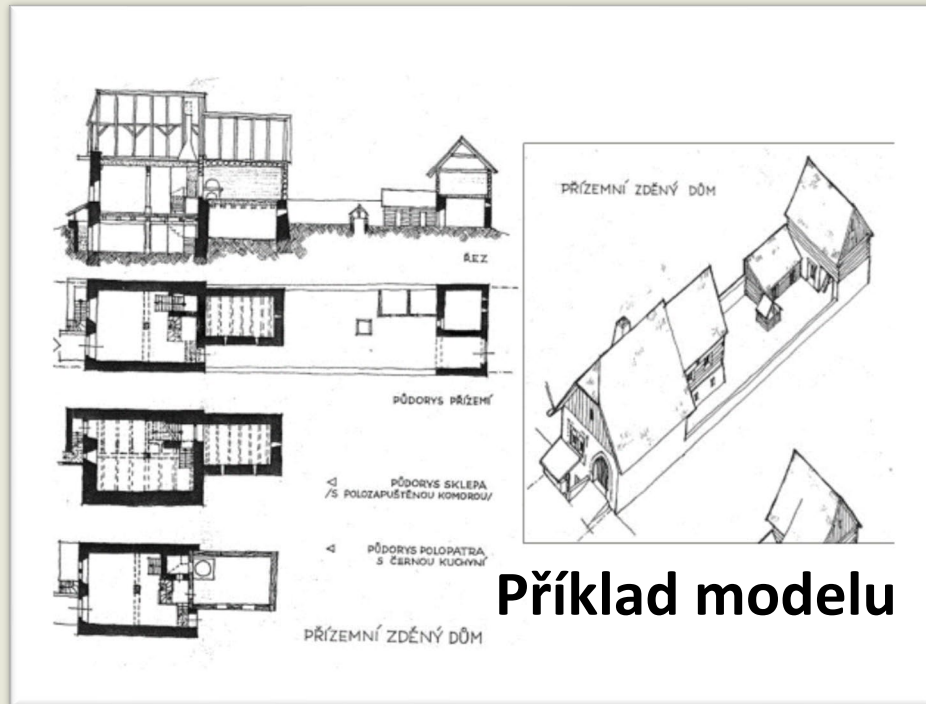 ŘEZ
PŮDORYS PŘÍZEMÍ
PŮDORYS SKLEPA
/S POLOZAPUŠTĚNOU KOMOROU/
PŮDORYS POLOPATRA
S ČERNOU KUCHYNÍ
PŘÍZEMNÍ ZDĚNÝ DŮM
PŘÍZEMNÍ ZDĚNÝ DŮM
Příklad modelu